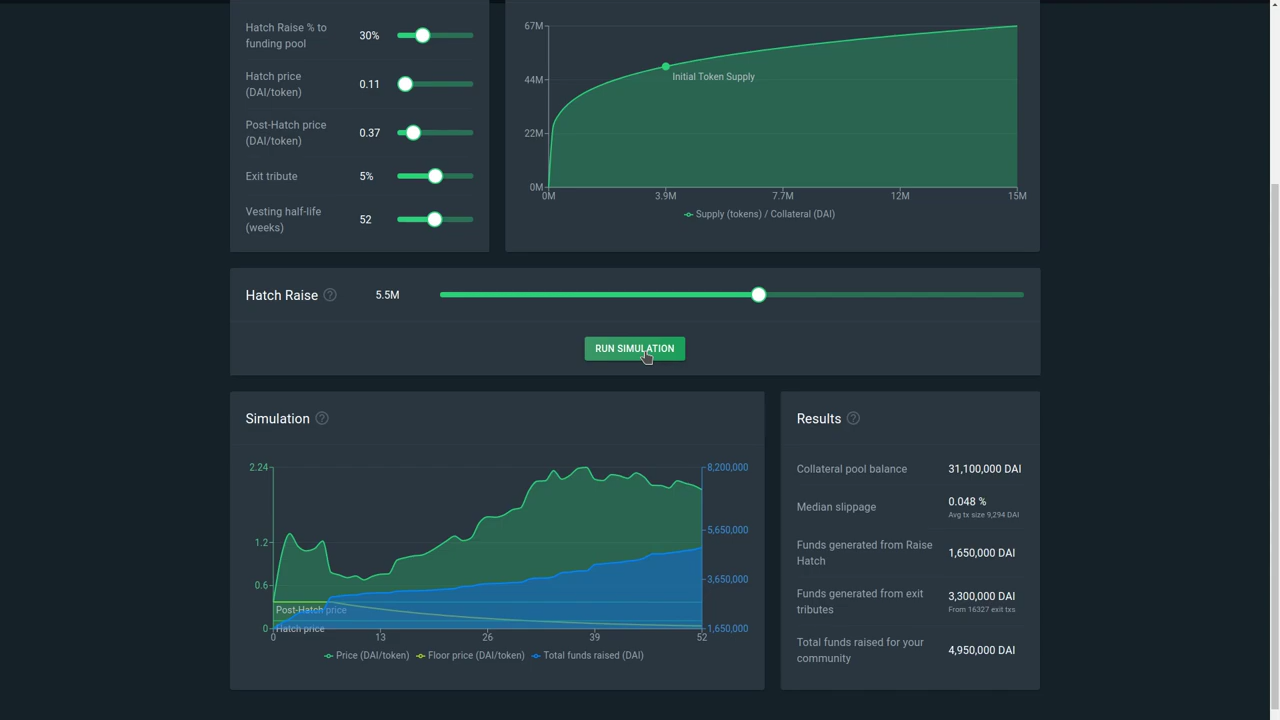 Hatch Raise % to
funding pool
30%
Hatch price
(DAI/token)
0.11
Post-Hatch price
(DAI/token)
0.37
Exit tribute
5%
Vesting half-life
(weeks)
52
67M
44M
22M
0M
Initial Token Supply
0M 3.9M 7.7M 12M 15M
Supply (tokens) / Collateral (DAI)
Hatch Raise ?
5.5M
RUN SIMULATION
Simulation ?
2.24
1.2
0.6
0
8,200,000
5,650,000
3,650,000
1,650,000
Post-Hatch price
Hatch price
0 13 26 39 52
Price (DAI/token) Floor price (DAI/token) Total funds raised (DAI)
Results ?
Collateral pool balance
31,100,000 DAI
Median slippage
0.048 %
Avg tx size 9,294 DAI
Funds generated from Raise
Hatch
1,650,000 DAI
Funds generated from exit
tributes
3,300,000 DAI
From 16327 exit txs
Total funds raised for your
community
4,950,000 DAI